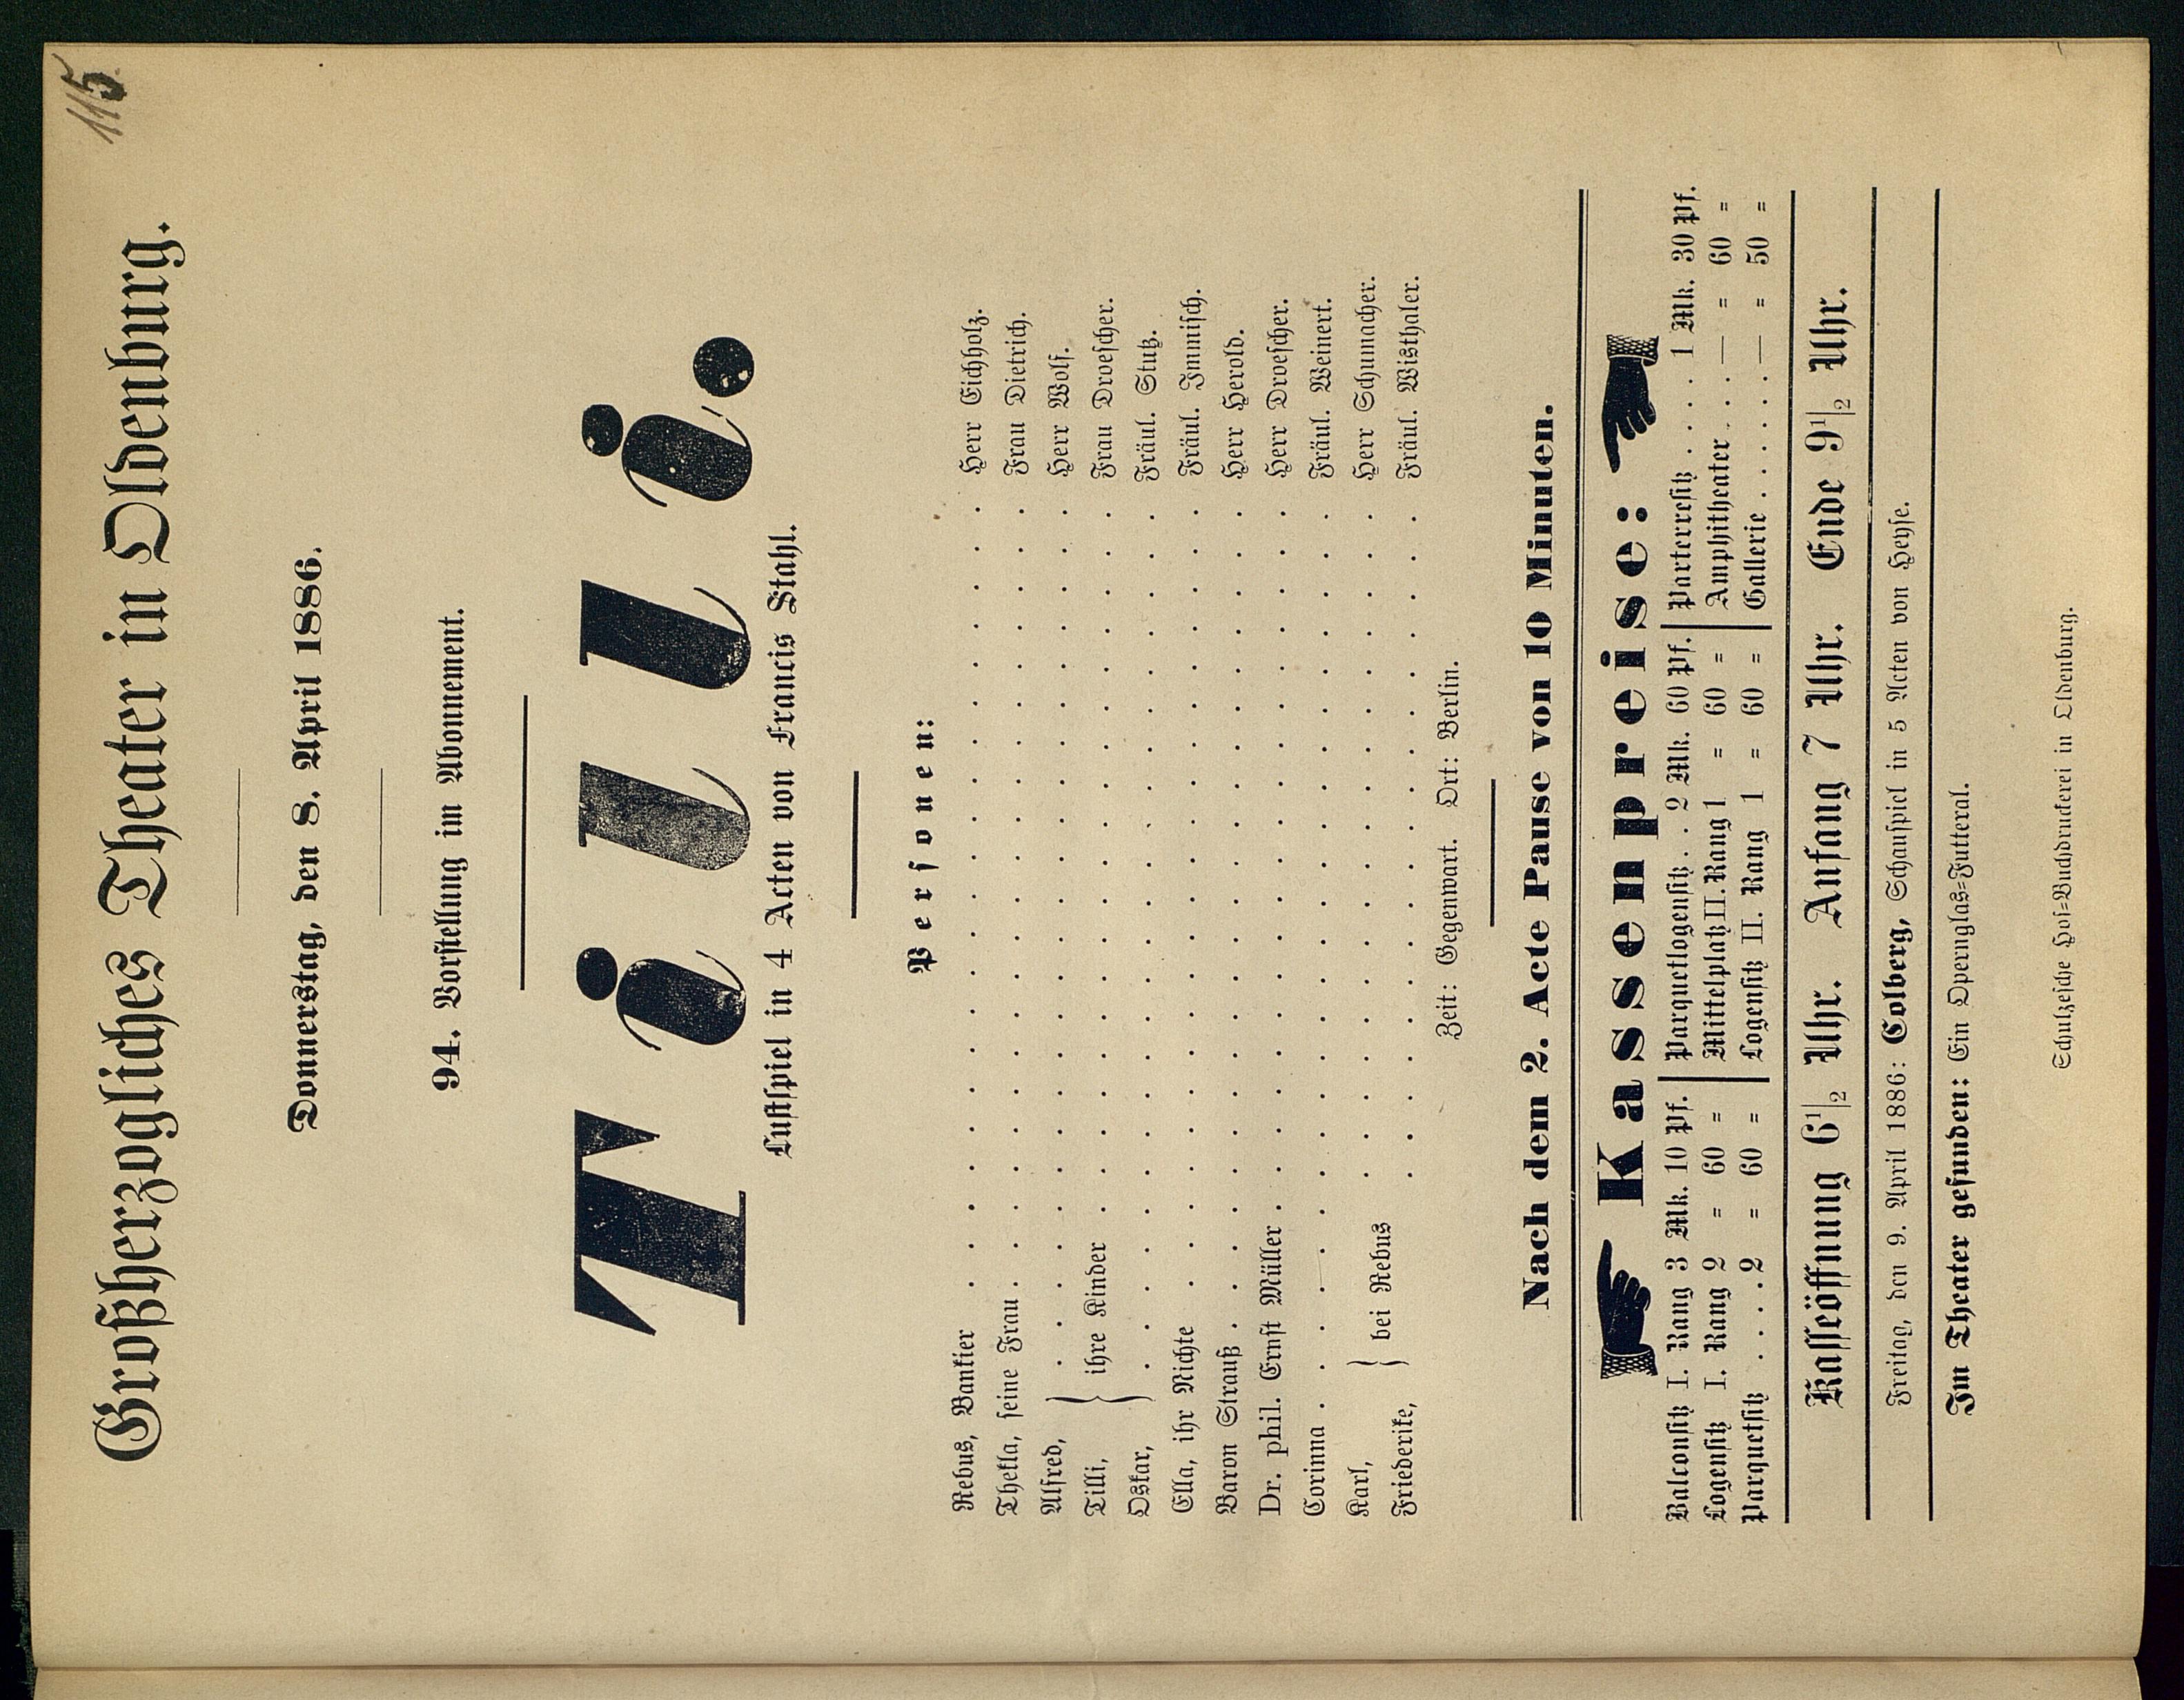 115
Großherzogliches Theater in Oldenburg.
Donnerstag, den 8. April 1886.
94. Vorstellung im Abonnement.
Tilli.
Lustspiel in 4 Acten von Francis Stahl.
Personen:
Rebus, Bankier . . . . . . . . . . . . . . . . . . . . Herr Eichholz.
Thekla, seine Frau . . . . . . . . . . . . . . . . . . . . Frau Dietrich.
Alfred, . . . . . . . . . . . . . . . . . . . . Herr Wolf.
Tilli, } ihre Kinder . . . . . . . . . . . . . . . . . . . . Frau Droescher.
Oskar, . . . . . . . . . . . . . . . . . . . . Fräul. Stutz.
Ella, ihr Nichte . . . . . . . . . . . . . . . . . . . . Fräul. Immisch.
Baron Strauß . . . . . . . . . . . . . . . . . . . . Herr Herold.
Dr. phil. Ernst Müller . . . . . . . . . . . . . . . . . . . . Herr Droescher.
Corinna . . . . . . . . . . . . . . . . . . . . Fräul. Weinert.
Karl, } bei Rebus . . . . . . . . . . . . . . . . . . . . Herr Schumacher.
Friederike, . . . . . . . . . . . . . . . . . . . . Fräul. Wisthaler.
Zeit: Gegenwart. Ort: Berlin.
Nach dem 2. Acte Pause von 10 Minuten.
Kassenpreise:
Balconsitz I. Rang 3 Mk. 10 Pf. | Parquetlogensitz . . 2 Mk. 60 Pf. | Parterresitz . . . . 1 Mk. 30 Pf.
Logensitz I. Rang 2 = 60 = | Mittelplatz II. Rang 1 = 60 = | Amphitheater . . . — = 60 =
Parquetsitz . . . . 2 = 60 = | Logensitz II. Rang 1 = 60 = | Gallerie . . . . . . — = 50 =
Kasseöffnung 6 1/2 Uhr. Anfang 7 Uhr. Ende 9 1/2 Uhr.
Freitag, den 9. April 1886: Colberg, Schauspiel in 5 Acten von Heyse.
Im Theater gefunden: Ein Opernglas=Futteral.
Schulzesche Hof=Buchdruckerei in Oldenburg.